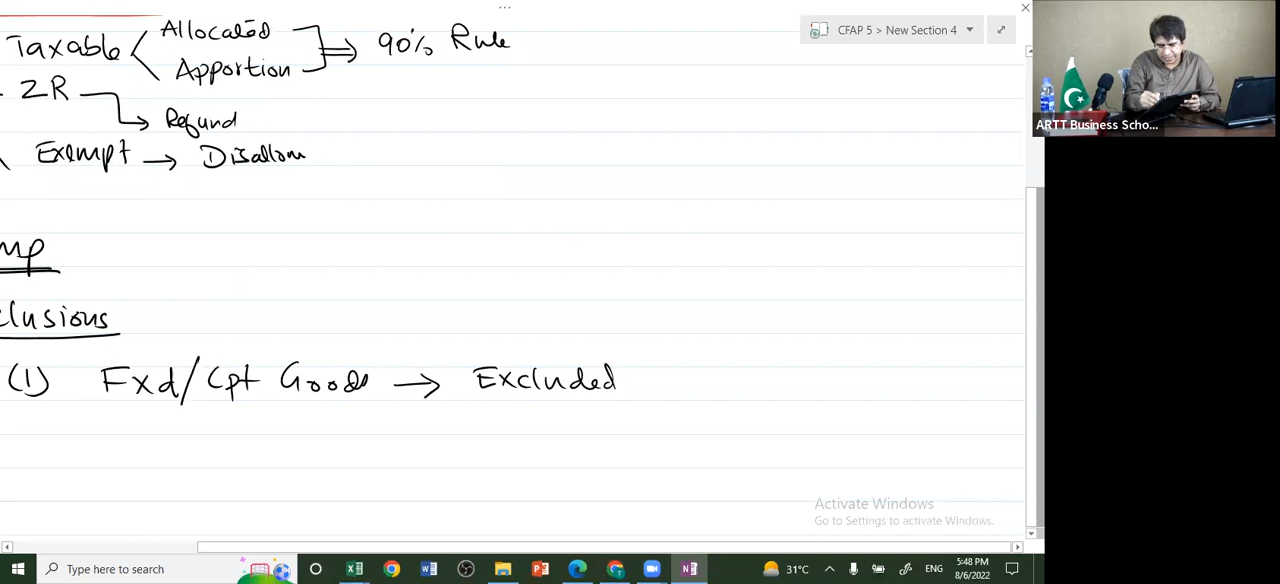 ...
CFAP 5 > New Section 4
Allocated
Taxable
Apportion
90% Rule
ZR
Refund
Exempt → Disallow
ARTT Business Scho...
mp
clusions
(1) Fxd/Cpt Goods → Excluded
Activate Windows
Go to Settings to activate Windows.
Type here to search
31°C
ENG
5:48 PM
8/6/2022